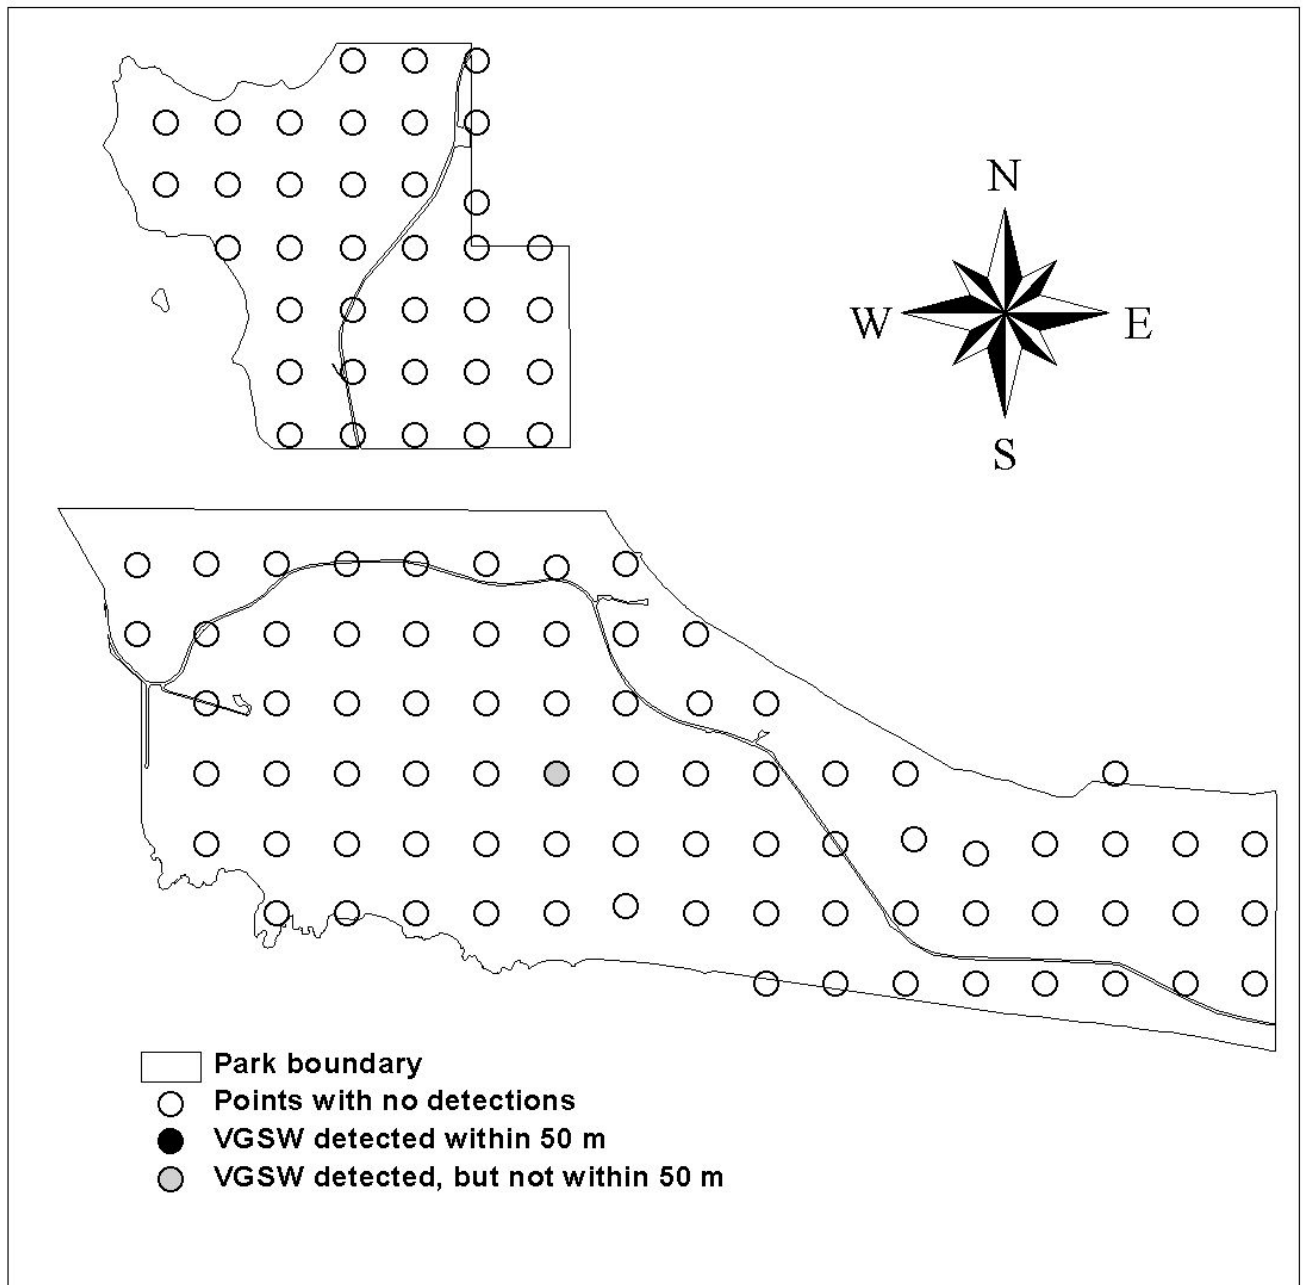 N
W
E
S
Park boundary
Points with no detections
VGSW detected within 50 m
VGSW detected, but not within 50 m